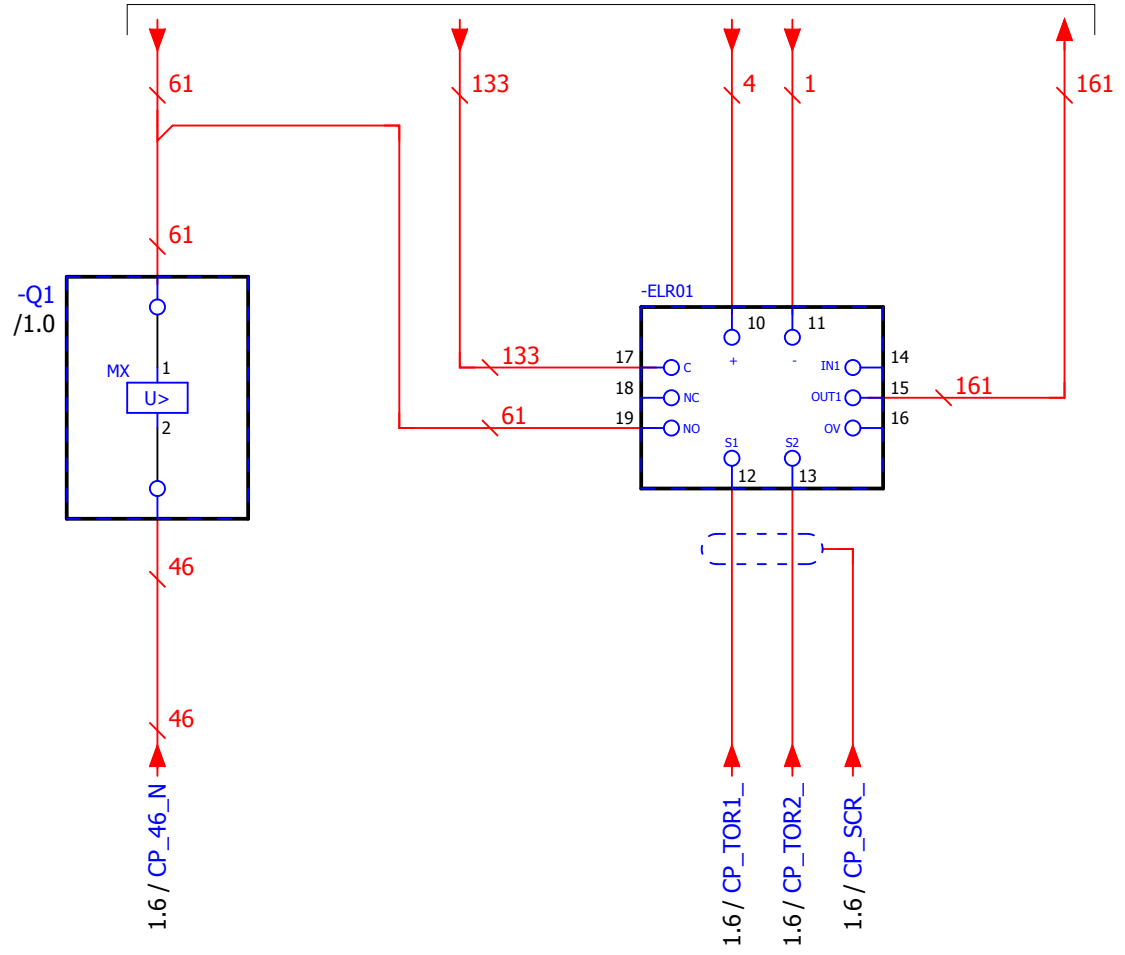 61
133
4
1
161
61
-Q1
/1.0
-ELR01
10
11
+
-
MX
1
U>
2
133
17
C
IN1
14
18
NC
OUT1
15
161
61
19
NO
OV
16
S1
S2
12
13
46
46
1.6 / CP_46_N
1.6 / CP_TOR1_
1.6 / CP_TOR2_
1.6 / CP_SCR_